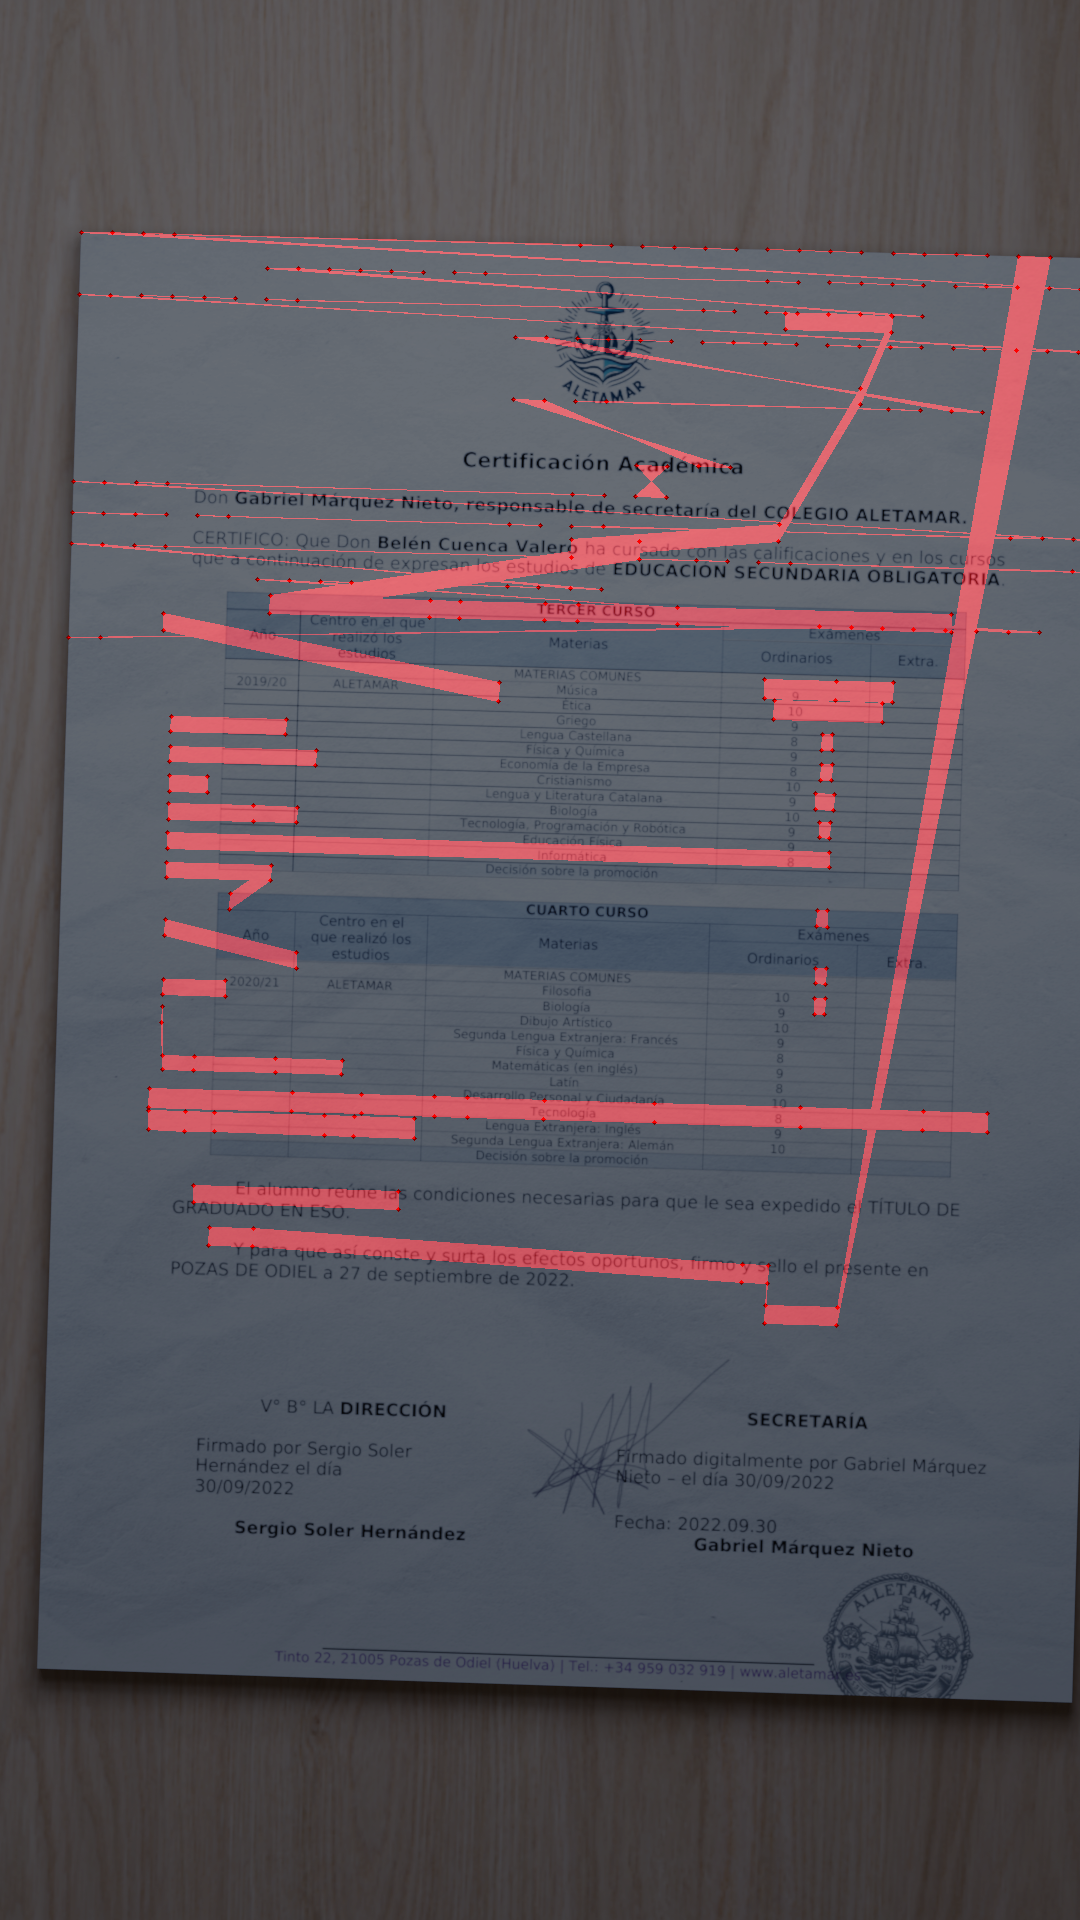 ALETAMAR
Certificación Académica
Don Gabriel Márquez Nieto, responsable de secretaría del COLEGIO ALETAMAR.
CERTIFICO: Que Don Belén Cuenca Valero ha cursado con las calificaciones y en los cursos
que a continuación de expresan los estudios de EDUCACION SECUNDARIA OBLIGATORIA.
TERCER CURSO
Año Centro en el que realizó los estudios Materias Exámenes
Ordinarios Extra.
MATERIAS COMUNES
2019/20 ALETAMAR Música 9
Ética 10
Griego 9
Lengua Castellana 8
Física y Química 9
Economía de la Empresa 8
Cristianismo 10
Lengua y Literatura Catalana 9
Biología 10
Tecnología, Programación y Robótica 9
Educación Física 9
Informática 8
Decisión sobre la promoción -
CUARTO CURSO
Año Centro en el que realizó los estudios Materias Exámenes
Ordinarios Extra.
MATERIAS COMUNES
2020/21 ALETAMAR Filosofía 10
Biología 9
Dibujo Artístico 10
Segunda Lengua Extranjera: Francés 9
Física y Química 8
Matemáticas (en inglés) 9
Latín 8
Desarrollo Personal y Ciudadanía 10
Tecnología 8
Lengua Extranjera: Inglés 9
Segunda Lengua Extranjera: Alemán 10
Decisión sobre la promoción
El alumno reúne las condiciones necesarias para que le sea expedido el TÍTULO DE
GRADUADO EN ESO.
Y para que así conste y surta los efectos oportunos, firmo y sello el presente en
POZAS DE ODIEL a 27 de septiembre de 2022.
V° B° LA DIRECCIÓN
Firmado por Sergio Soler
Hernández el día
30/09/2022
Sergio Soler Hernández
SECRETARÍA
Firmado digitalmente por Gabriel Márquez
Nieto – el día 30/09/2022
Fecha: 2022.09.30
Gabriel Márquez Nieto
ALLETAMAR
Tinto 22, 21005 Pozas de Odiel (Huelva) | Tel.: +34 959 032 919 |